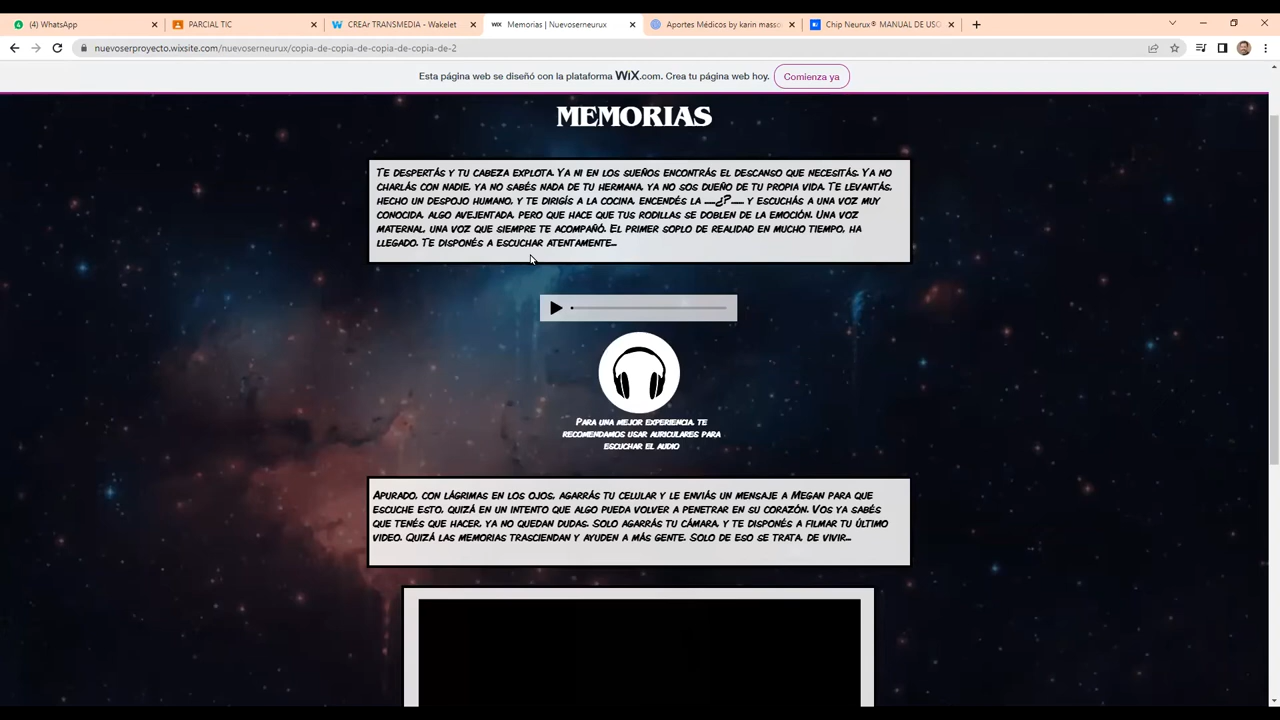 (4) WhatsApp
PARCIAL TIC
CREAr TRANSMEDIA - Wakelet
Memorias | Nuevoserneurux
Aportes Médicos by karin masso
Chip Neurux® MANUAL DE USO
nuevoserproyecto.wixsite.com/nuevoserneurux/copia-de-copia-de-copia-de-copia-de-2
Esta página web se diseñó con la plataforma WiX.com. Crea tu página web hoy.
Comienza ya
MEMORIAS
TE DESPERTÁS Y TU CABEZA EXPLOTA. YA NI EN LOS SUEÑOS ENCONTRÁS EL DESCANSO QUE NECESITÁS. YA NO
CHARLÁS CON NADIE, YA NO SABÉS NADA DE TU HERMANA, YA NO SOS DUEÑO DE TU PROPIA VIDA. TE LEVANTÁS,
HECHO UN DESPOJO HUMANO, Y TE DIRIGÍS A LA COCINA, ENCENDÉS LA .....¿?..... Y ESCUCHÁS A UNA VOZ MUY
CONOCIDA, ALGO AVEJENTADA, PERO QUE HACE QUE TUS RODILLAS SE DOBLEN DE LA EMOCIÓN. UNA VOZ
MATERNAL, UNA VOZ QUE SIEMPRE TE ACOMPAÑÓ. EL PRIMER SOPLO DE REALIDAD EN MUCHO TIEMPO, HA
LLEGADO. TE DISPONÉS A ESCUCHAR ATENTAMENTE...
PARA UNA MEJOR EXPERIENCIA, TE
RECOMENDAMOS USAR AURICULARES PARA
ESCUCHAR EL AUDIO
APURADO, CON LÁGRIMAS EN LOS OJOS, AGARRÁS TU CELULAR Y LE ENVIÁS UN MENSAJE A MEGAN PARA QUE
ESCUCHE ESTO, QUIZÁ EN UN INTENTO QUE ALGO PUEDA VOLVER A PENETRAR EN SU CORAZÓN. VOS YA SABÉS
QUE TENÉS QUE HACER, YA NO QUEDAN DUDAS. SOLO AGARRÁS TU CÁMARA, Y TE DISPONÉS A FILMAR TU ÚLTIMO
VIDEO. QUIZÁ LAS MEMORIAS TRASCIENDAN Y AYUDEN A MÁS GENTE. SOLO DE ESO SE TRATA, DE VIVIR...